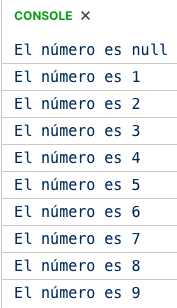 CONSOLE ×
El número es null
El número es 1
El número es 2
El número es 3
El número es 4
El número es 5
El número es 6
El número es 7
El número es 8
El número es 9